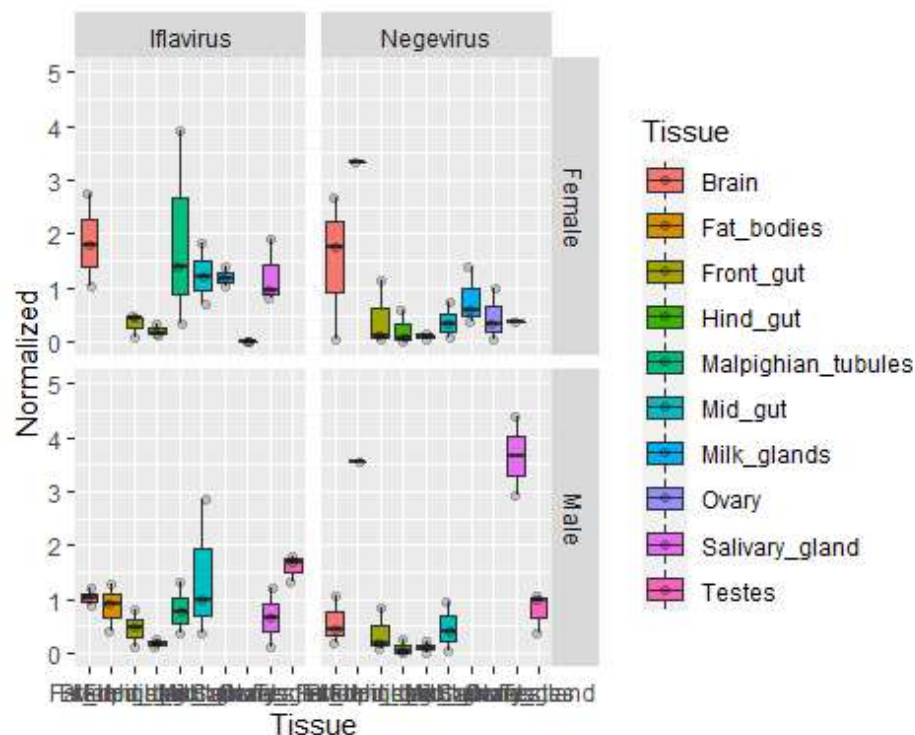 Iflavirus Negevirus
5
4
3
2
1
0
Female
5
4
3
2
1
0
Male
Normalized
Tissue
Tissue
Brain
Fat_bodies
Front_gut
Hind_gut
Malpighian_tubules
Mid_gut
Milk_glands
Ovary
Salivary_gland
Testes